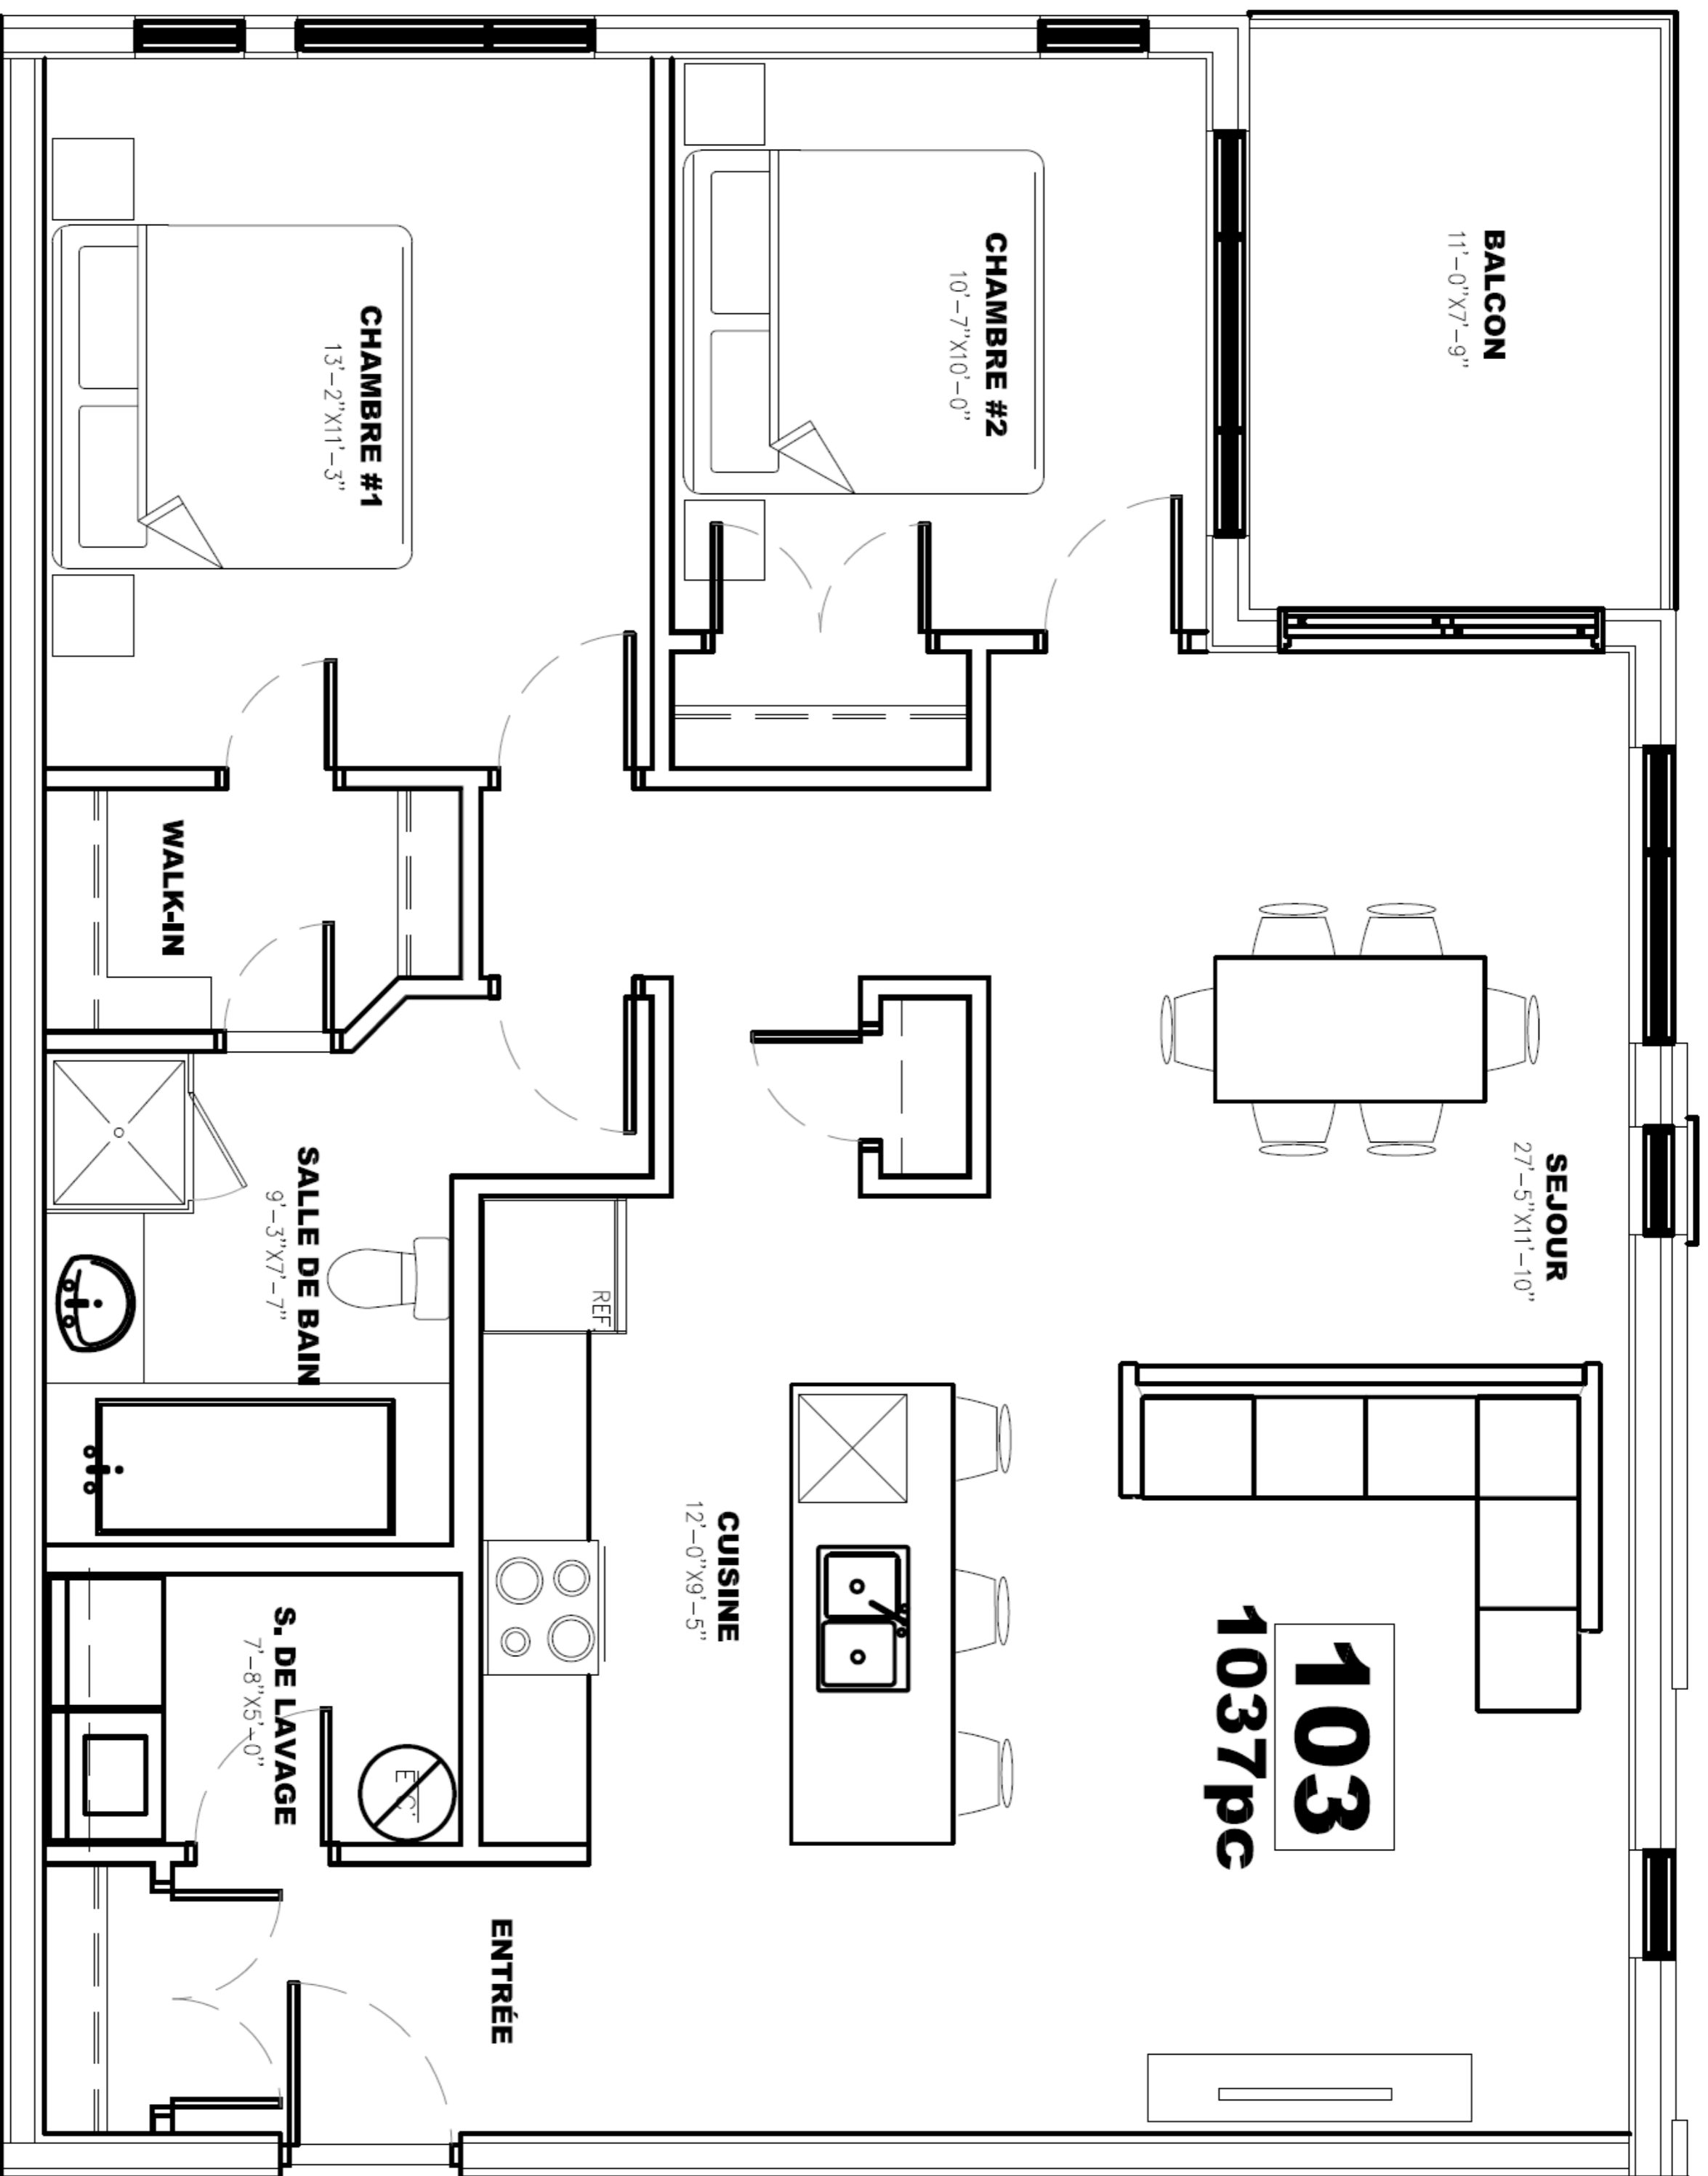 BALCON
11'-0"X7'-9"
CHAMBRE #2
10'-7"X10'-0"
CHAMBRE #1
13'-2"X11'-3"
WALK-IN
SEJOUR
27'-5"X11'-10"
SALLE DE BAIN
9'-3"X7'-7"
REF.
CUISINE
12'-0"X9'-5"
103
1037pc
S. DE LAVAGE
7'-8"X5'-0"
ENTRÉE